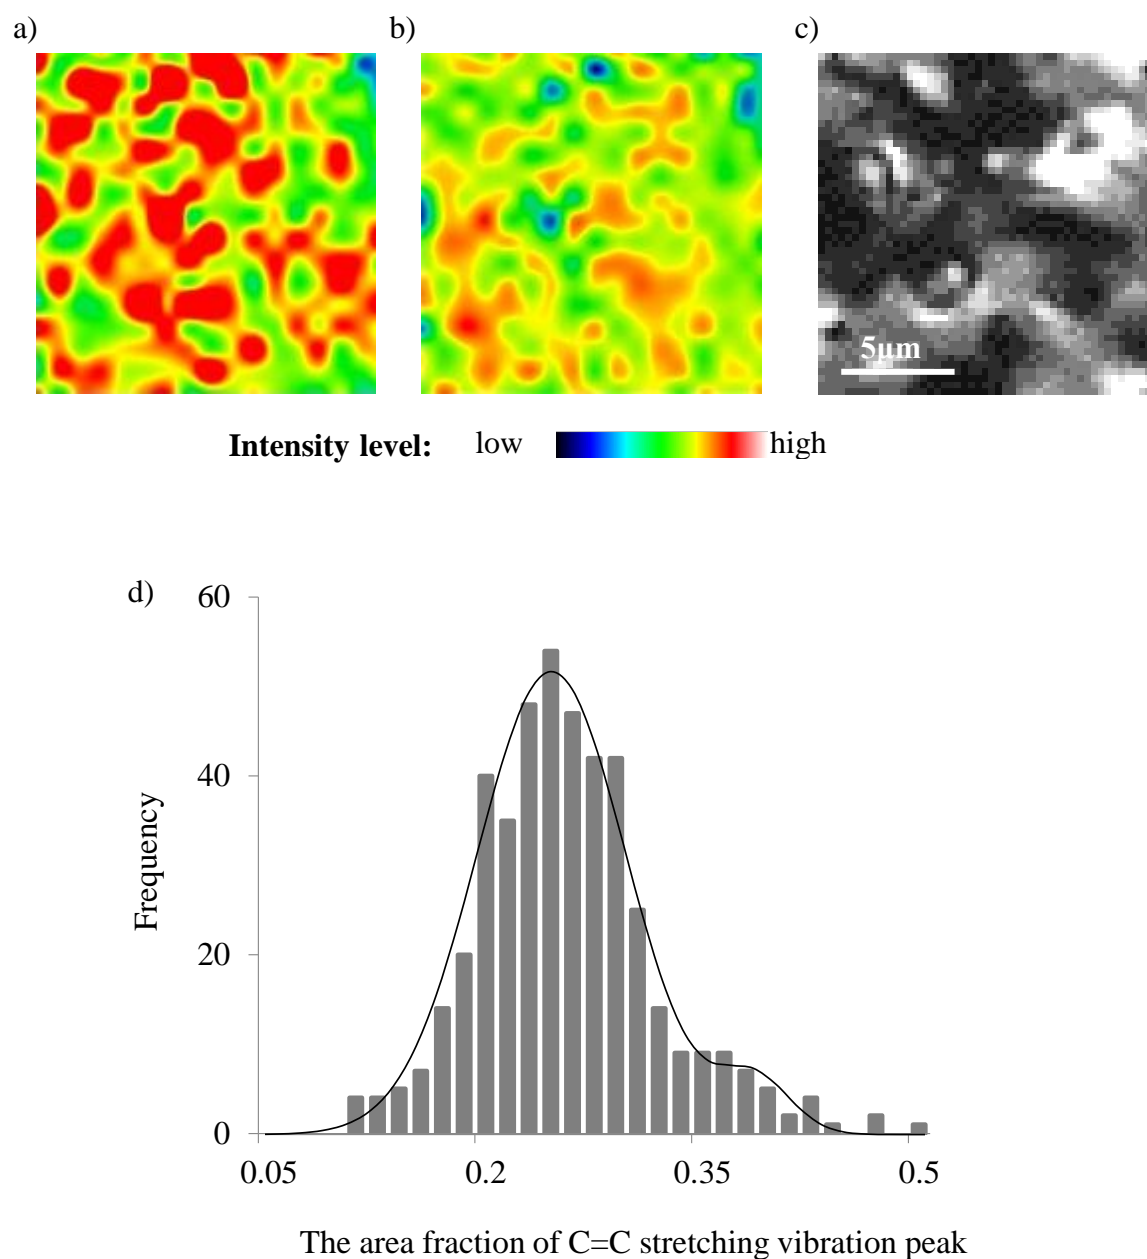 a) b) c)
5µm
Intensity level: low high
d)
60
40
20
0
Frequency
0.05 0.2 0.35 0.5
The area fraction of C=C stretching vibration peak